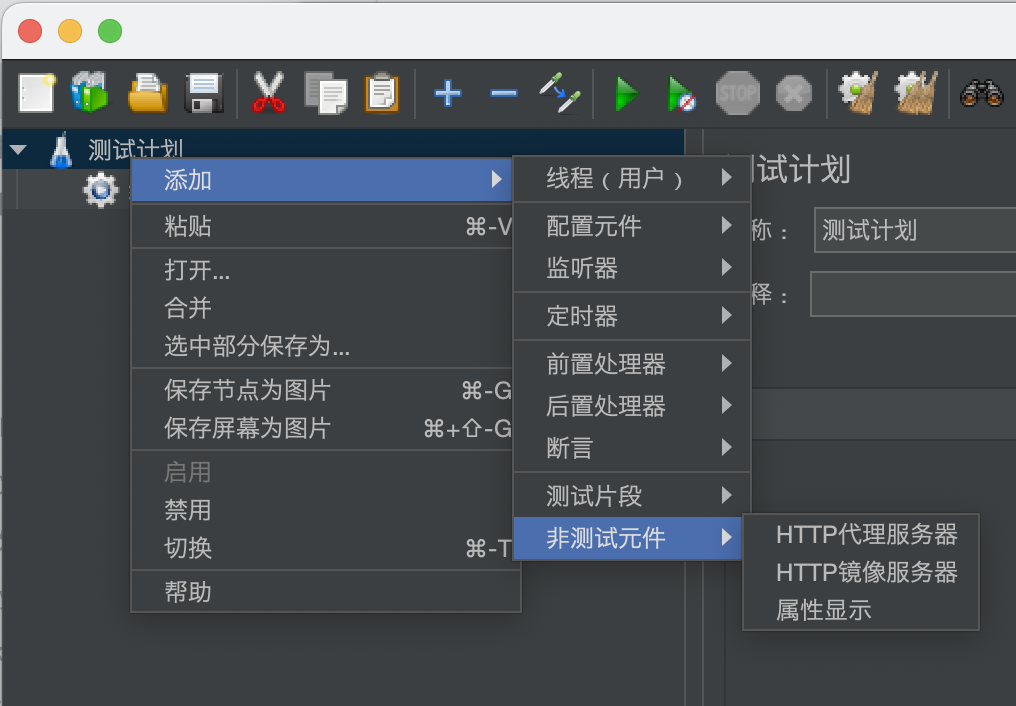 STOP
测试计划
添加
粘贴 ⌘-V
打开...
合并
选中部分保存为...
保存节点为图片 ⌘-G
保存屏幕为图片 ⌘+⇧-G
启用
禁用
切换 ⌘-T
帮助
线程（用户）
配置元件
监听器
定时器
前置处理器
后置处理器
断言
测试片段
非测试元件
HTTP代理服务器
HTTP镜像服务器
属性显示
试计划
称： 测试计划
释：